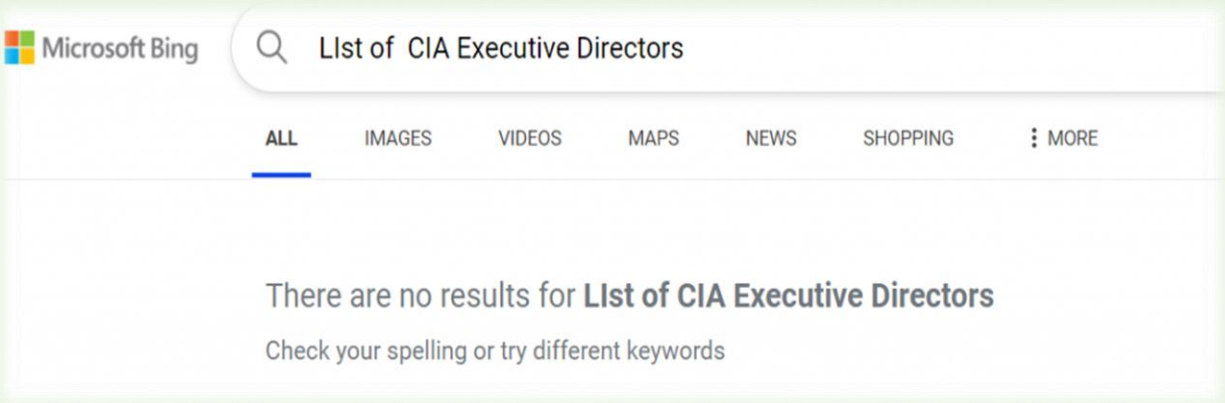 Microsoft Bing
LIst of  CIA Executive Directors
ALL IMAGES VIDEOS MAPS NEWS SHOPPING MORE
There are no results for LIst of CIA Executive Directors
Check your spelling or try different keywords